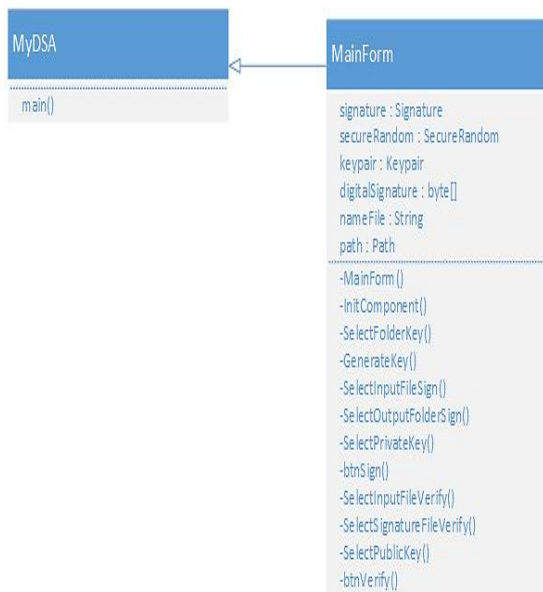 MyDSA
main()
MainForm
signature : Signature
secureRandom : SecureRandom
keypair : Keypair
digitalSignature : byte[]
nameFile : String
path : Path
-MainForm()
-InitComponent()
-SelectFolderKey()
-GenerateKey()
-SelectInputFileSign()
-SelectOutputFolderSign()
-SelectPrivateKey()
-btnSign()
-SelectInputFileVerify()
-SelectSignatureFileVerify()
-SelectPublicKey()
-btnVerify()